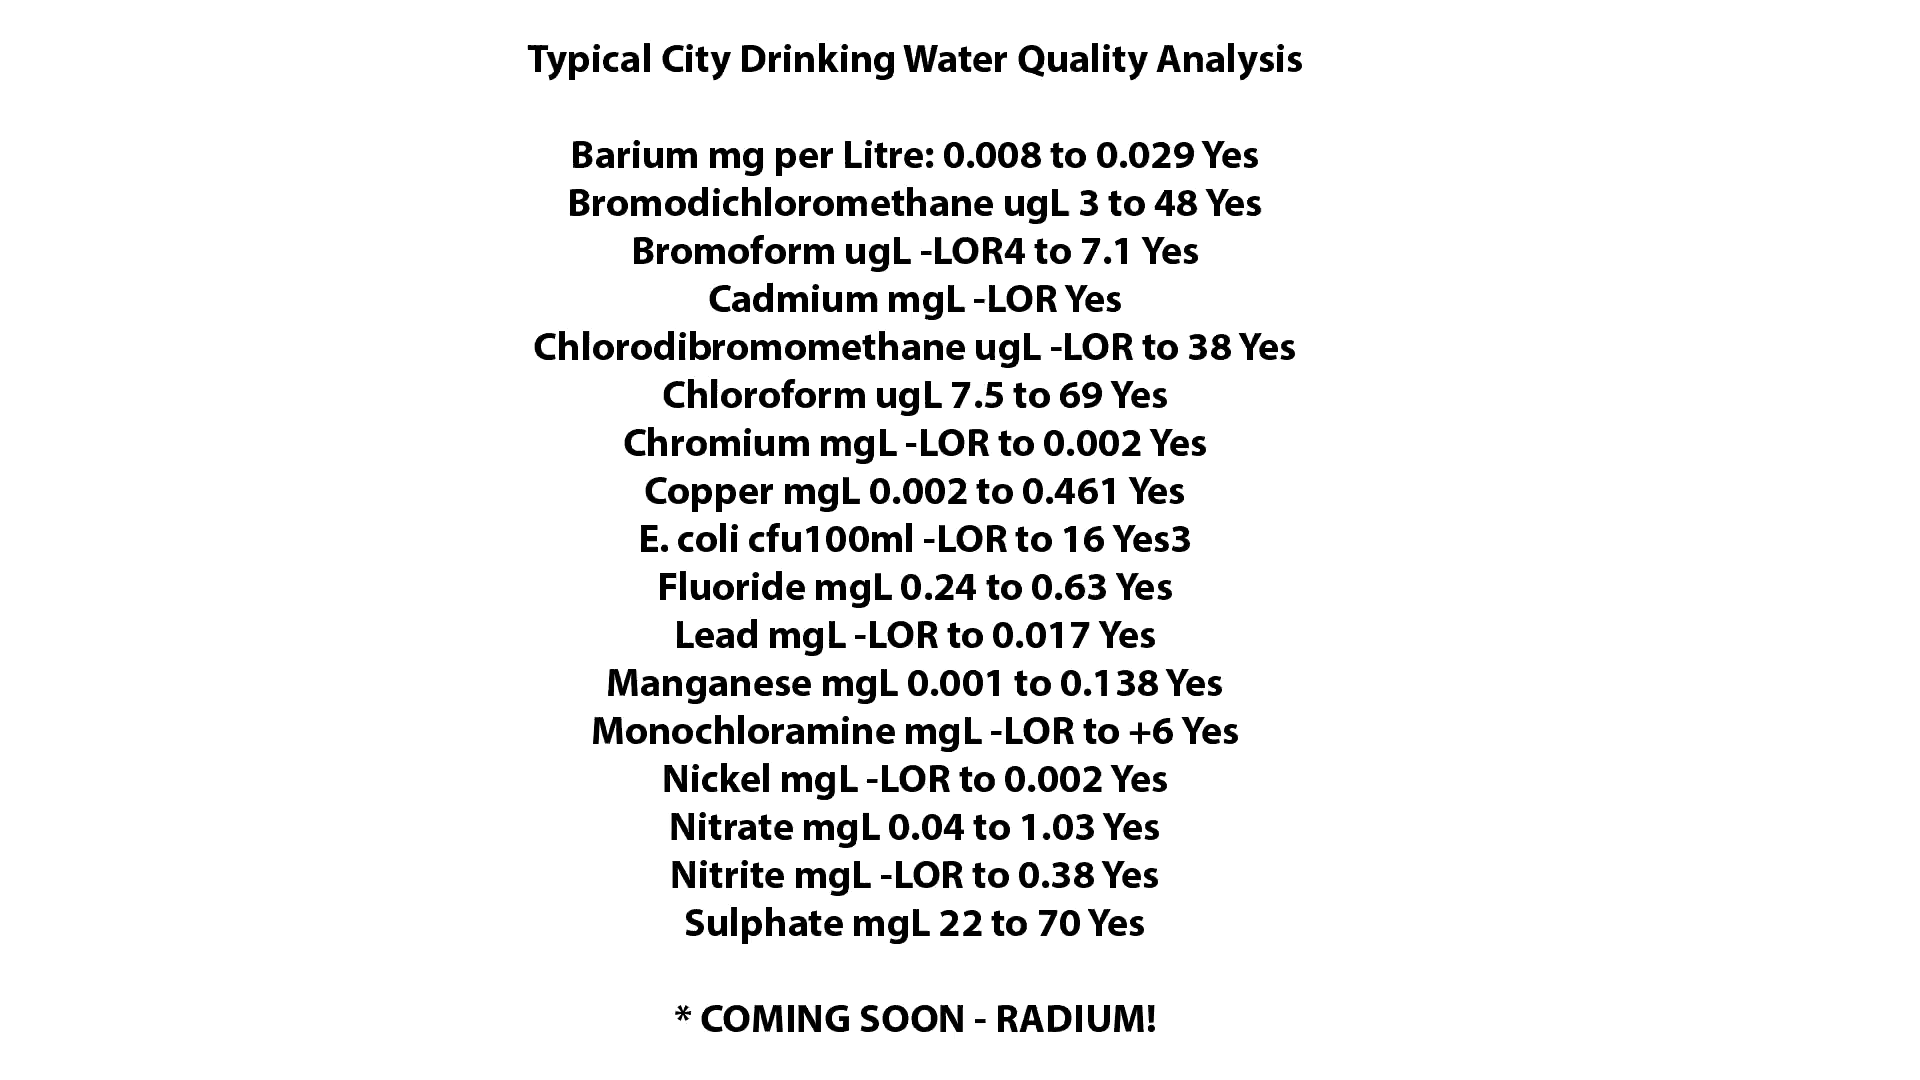 Typical City Drinking Water Quality Analysis
Barium mg per Litre: 0.008 to 0.029 Yes
Bromodichloromethane ugL 3 to 48 Yes
Bromoform ugL -LOR4 to 7.1 Yes
Cadmium mgL -LOR Yes
Chlorodibromomethane ugL -LOR to 38 Yes
Chloroform ugL 7.5 to 69 Yes
Chromium mgL -LOR to 0.002 Yes
Copper mgL 0.002 to 0.461 Yes
E. coli cfu100ml -LOR to 16 Yes3
Fluoride mgL 0.24 to 0.63 Yes
Lead mgL -LOR to 0.017 Yes
Manganese mgL 0.001 to 0.138 Yes
Monochloramine mgL -LOR to +6 Yes
Nickel mgL -LOR to 0.002 Yes
Nitrate mgL 0.04 to 1.03 Yes
Nitrite mgL -LOR to 0.38 Yes
Sulphate mgL 22 to 70 Yes
* COMING SOON - RADIUM!